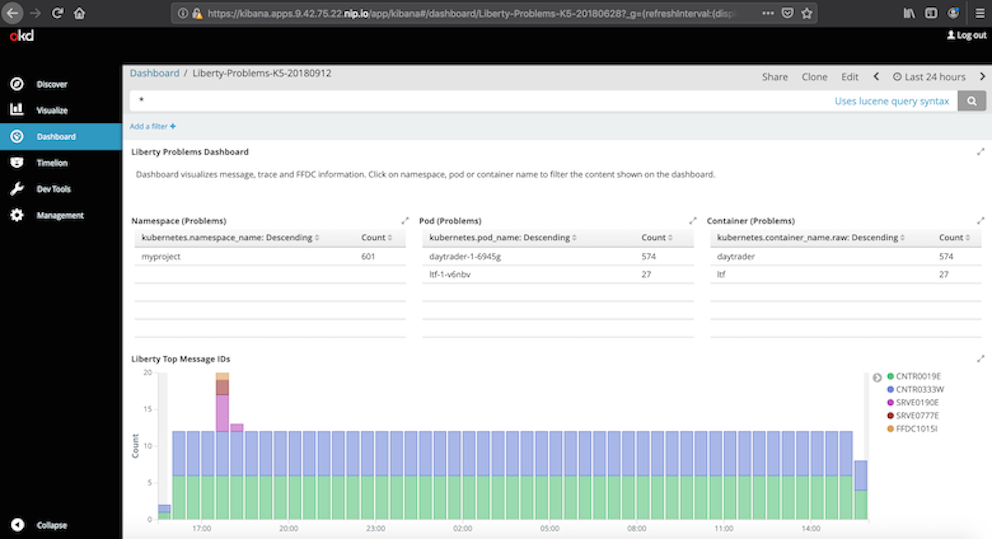 https://kibana.apps.9.42.75.22.nip.io/app/kibana#/dashboard/Liberty-Problems-K5-20180628?_g=(refreshInterval:(disp
okd
Log out
Discover
Visualize
Dashboard
Timelion
Dev Tools
Management
Collapse
Dashboard / Liberty-Problems-K5-20180912
Share Clone Edit Last 24 hours
*
Uses lucene query syntax
Add a filter +
Liberty Problems Dashboard
Dashboard visualizes message, trace and FFDC information. Click on namespace, pod or container name to filter the content shown on the dashboard.
Namespace (Problems)
kubernetes.namespace_name: Descending Count
myproject 601
Pod (Problems)
kubernetes.pod_name: Descending Count
daytrader-1-6945g 574
ltf-1-v6nbv 27
Container (Problems)
kubernetes.container_name.raw: Descending Count
daytrader 574
ltf 27
Liberty Top Message IDs
Count
20
15
10
5
0
17:00 20:00 23:00 02:00 05:00 08:00 11:00 14:00
CNTR0019E
CNTR0333W
SRVE0190E
SRVE0777E
FFDC1015I